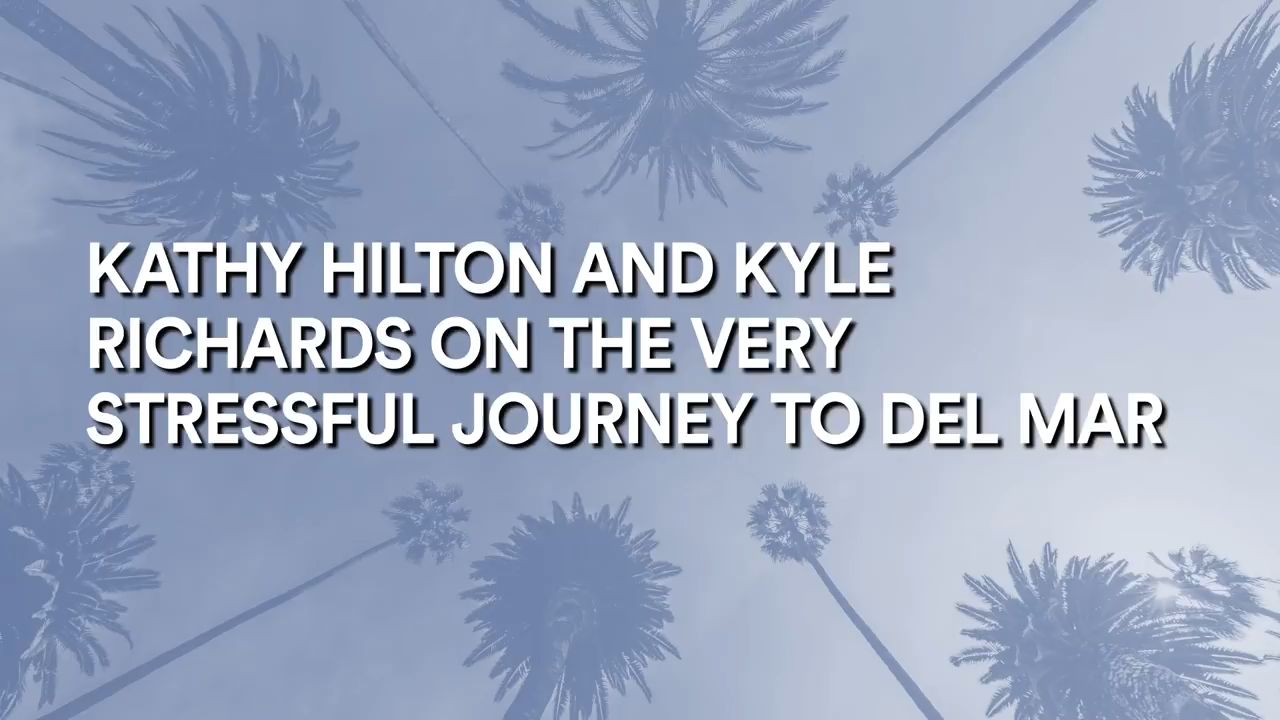 KATHY HILTON AND KYLE
RICHARDS ON THE VERY
STRESSFUL JOURNEY TO DEL MAR